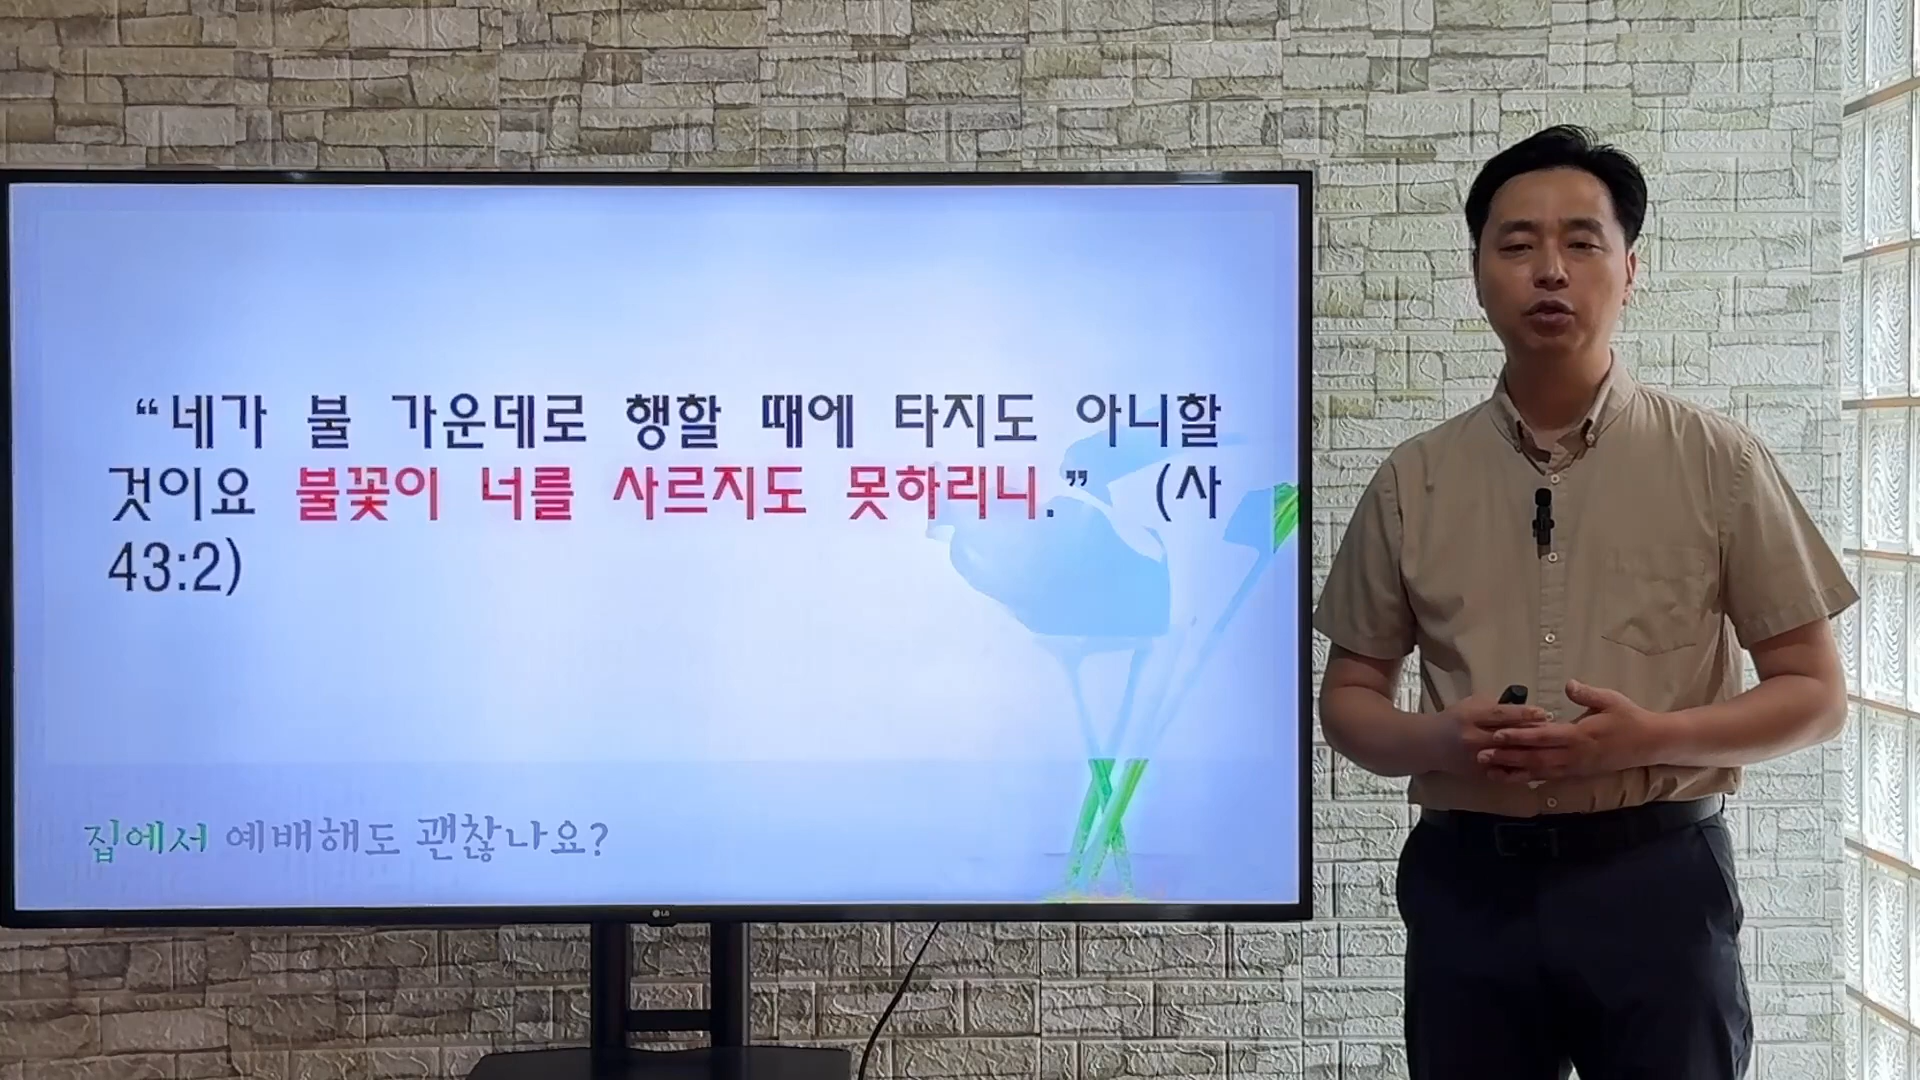 “네가 불 가운데로 행할 때에 타지도 아니할
것이요 불꽃이 너를 사르지도 못하리니.” (사
43:2)
집에서 예배해도 괜찮나요?
LG